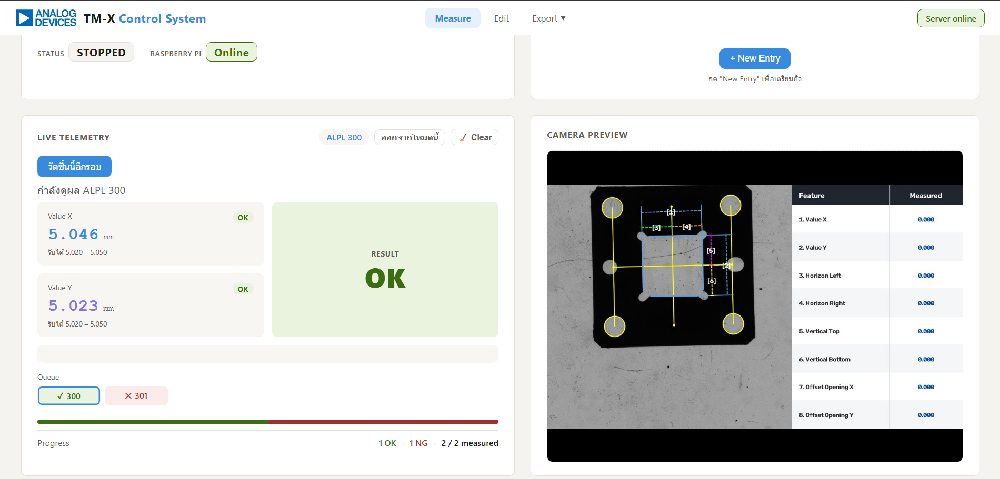 ANALOG
DEVICES
TM-X Control System
Measure
Edit
Export ▼
Server online
STATUS STOPPED
RASPBERRY PI Online
+ New Entry
กด "New Entry" เพื่อเตรียมคิว
LIVE TELEMETRY
ALPL 300
ออกจากโหมดนี้
Clear
วัดชิ้นนี้อีกรอบ
กำลังดูผล ALPL 300
Value X
OK
5.046 mm
รับได้ 5.020 – 5.050
Value Y
OK
5.023 mm
รับได้ 5.020 – 5.050
RESULT
OK
Queue
✓ 300
✕ 301
Progress
1 OK · 1 NG · 2 / 2 measured
CAMERA PREVIEW
[1]
[3]
[4]
[5]
[2]
[6]
Feature Measured
1. Value X 0.000
2. Value Y 0.000
3. Horizon Left 0.000
4. Horizon Right 0.000
5. Vertical Top 0.000
6. Vertical Bottom 0.000
7. Offset Opening X 0.000
8. Offset Opening Y 0.000